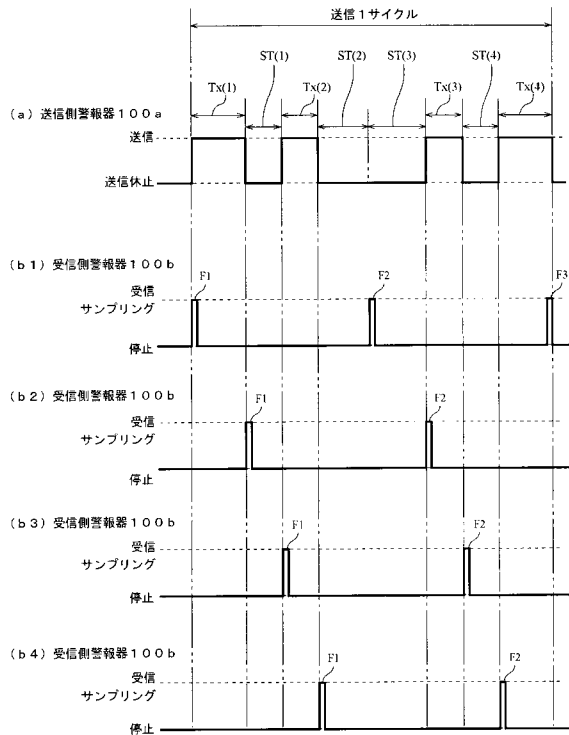 送信1サイクル
ST(1) ST(2) ST(3) ST(4)
Tx(1) Tx(2) Tx(3) Tx(4)
(a)送信側警報器100a
送信
送信休止
(b1)受信側警報器100b
F1 F2 F3
受信
サンプリング
停止
(b2)受信側警報器100b
F1 F2
受信
サンプリング
停止
(b3)受信側警報器100b
F1 F2
受信
サンプリング
停止
(b4)受信側警報器100b
F1 F2
受信
サンプリング
停止